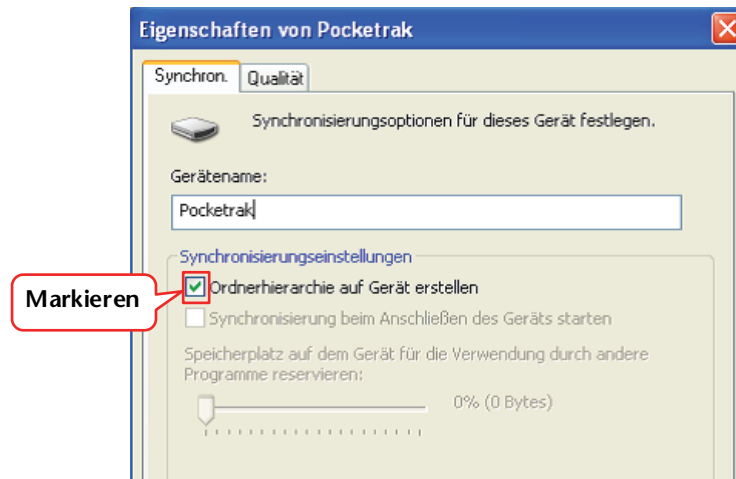 Eigenschaften von Pocketrak
Synchron. Qualität
Synchronisierungsoptionen für dieses Gerät festlegen.
Gerätename:
Pocketrak
Synchronisierungseinstellungen
Markieren
Ordnerhierarchie auf Gerät erstellen
Synchronisierung beim Anschließen des Geräts starten
Speicherplatz auf dem Gerät für die Verwendung durch andere
Programme reservieren:
0% (0 Bytes)